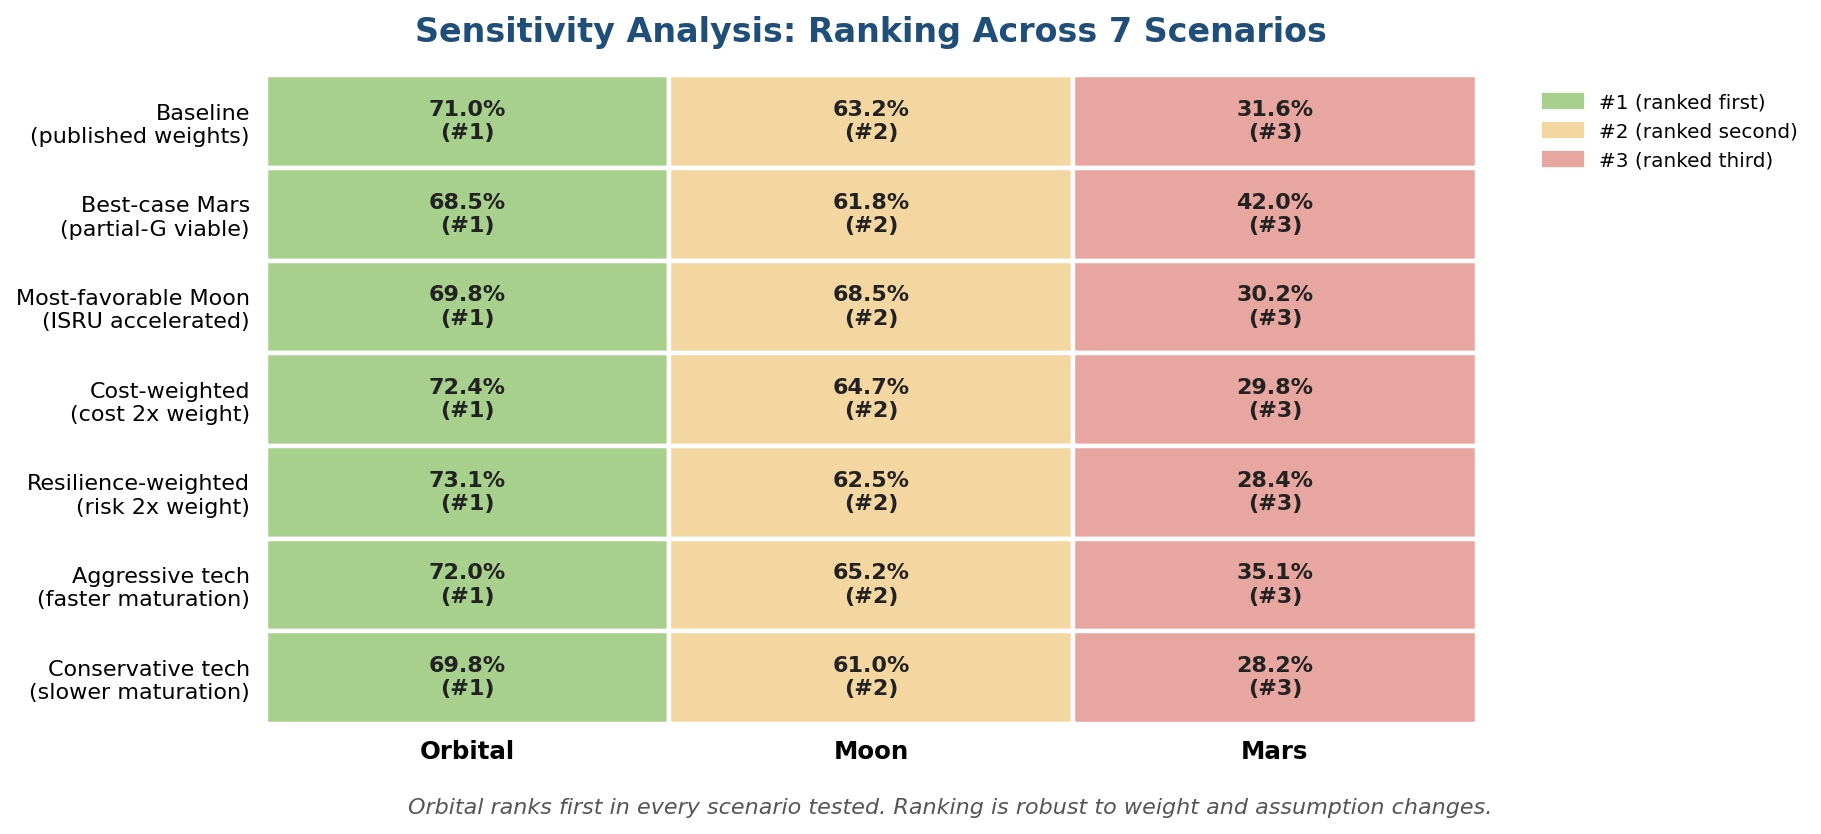 Sensitivity Analysis: Ranking Across 7 Scenarios
Baseline
(published weights)
71.0%
(#1)
63.2%
(#2)
31.6%
(#3)
Best-case Mars
(partial-G viable)
68.5%
(#1)
61.8%
(#2)
42.0%
(#3)
Most-favorable Moon
(ISRU accelerated)
69.8%
(#1)
68.5%
(#2)
30.2%
(#3)
Cost-weighted
(cost 2x weight)
72.4%
(#1)
64.7%
(#2)
29.8%
(#3)
Resilience-weighted
(risk 2x weight)
73.1%
(#1)
62.5%
(#2)
28.4%
(#3)
Aggressive tech
(faster maturation)
72.0%
(#1)
65.2%
(#2)
35.1%
(#3)
Conservative tech
(slower maturation)
69.8%
(#1)
61.0%
(#2)
28.2%
(#3)
Orbital
Moon
Mars
#1 (ranked first)
#2 (ranked second)
#3 (ranked third)
Orbital ranks first in every scenario tested. Ranking is robust to weight and assumption changes.